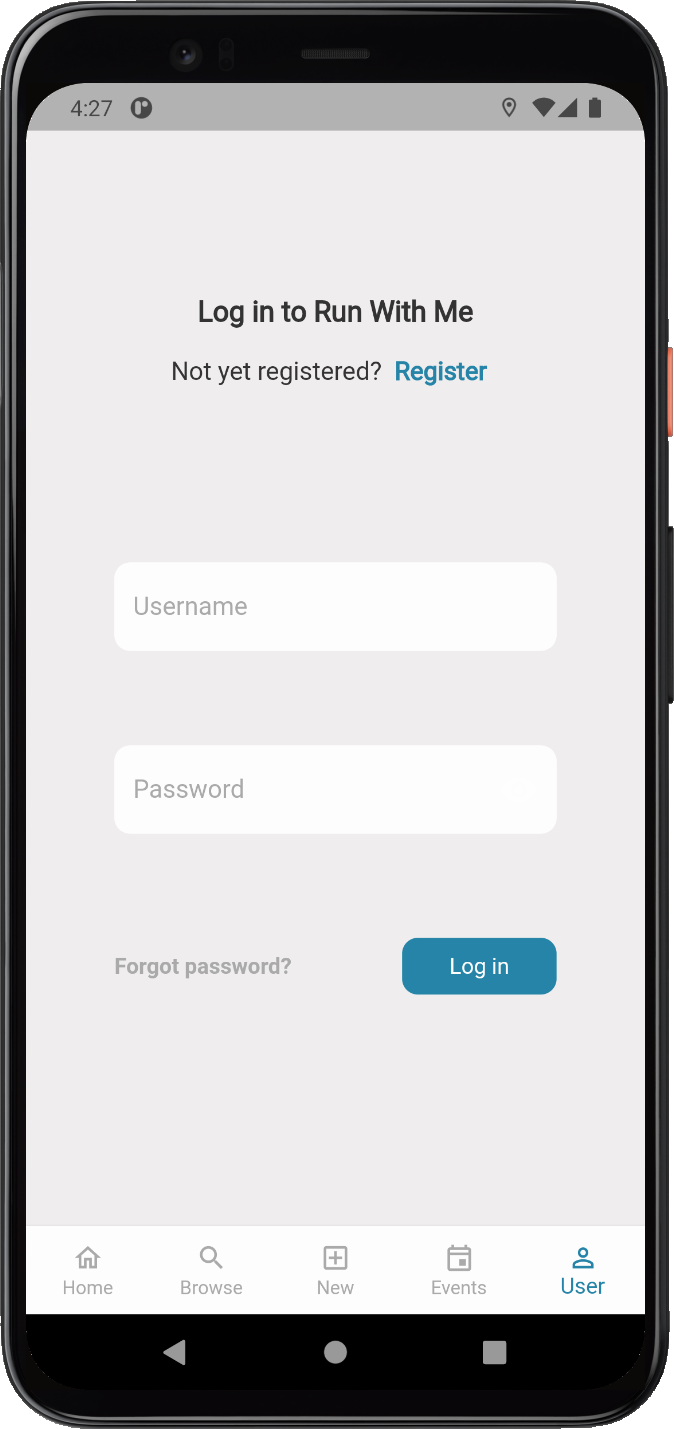 4:27
Log in to Run With Me
Not yet registered? Register
Username
Password
Forgot password? Log in
Home Browse New Events User